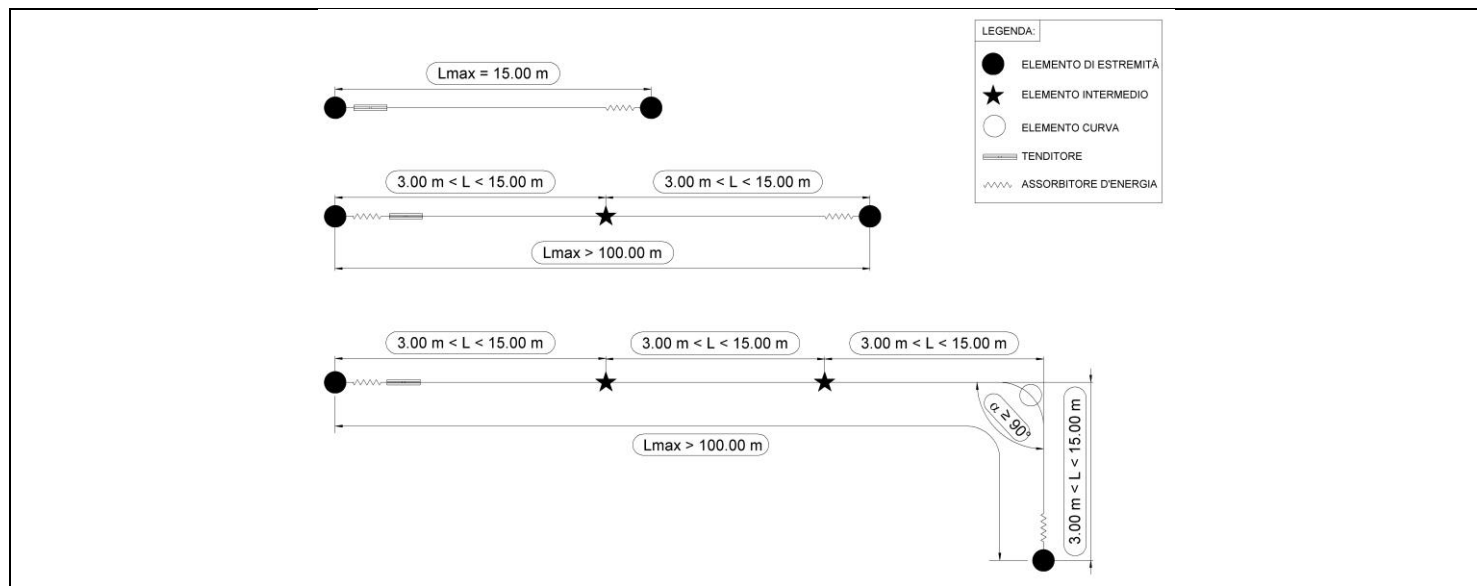 LEGENDA:
ELEMENTO DI ESTREMITÀ
ELEMENTO INTERMEDIO
ELEMENTO CURVA
TENDITORE
ASSORBITORE D'ENERGIA
Lmax = 15.00 m
3.00 m < L < 15.00 m
3.00 m < L < 15.00 m
Lmax > 100.00 m
3.00 m < L < 15.00 m
3.00 m < L < 15.00 m
3.00 m < L < 15.00 m
α ≥ 90°
3.00 m < L < 15.00 m
Lmax > 100.00 m